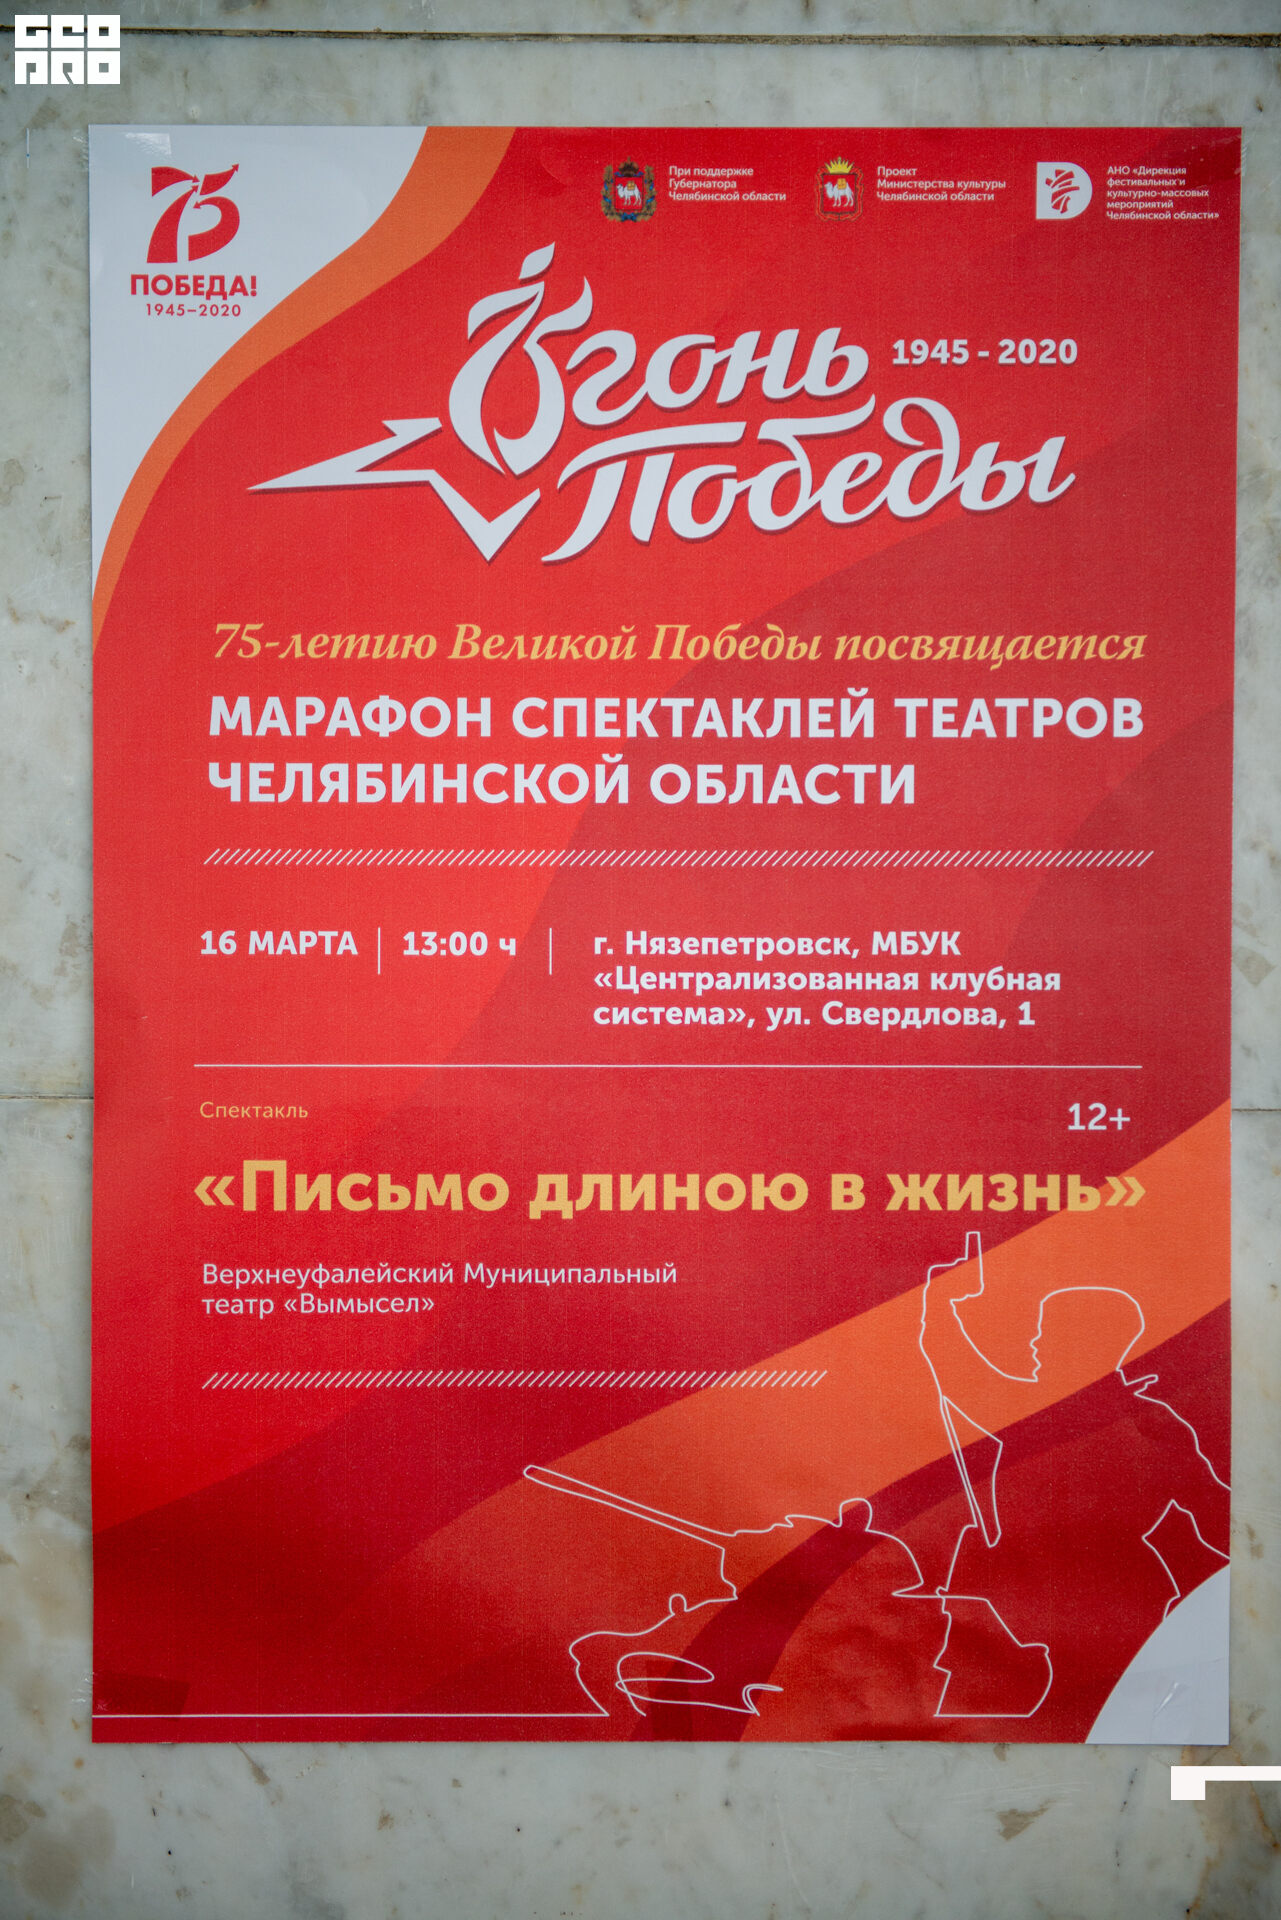 GEO
PRO
75
ПОБЕДА!
1945–2020
При поддержке
Губернатора
Челябинской области
Проект
Министерства культуры
Челябинской области
АНО «Дирекция
фестивальных и
культурно-массовых
мероприятий
Челябинской области»
Огонь
1945 - 2020
Победы
75-летию Великой Победы посвящается
МАРАФОН СПЕКТАКЛЕЙ ТЕАТРОВ
ЧЕЛЯБИНСКОЙ ОБЛАСТИ
16 МАРТА | 13:00 ч |
г. Нязепетровск, МБУК
«Централизованная клубная
система», ул. Свердлова, 1
Спектакль
12+
«Письмо длиною в жизнь»
Верхнеуфалейский Муниципальный
театр «Вымысел»